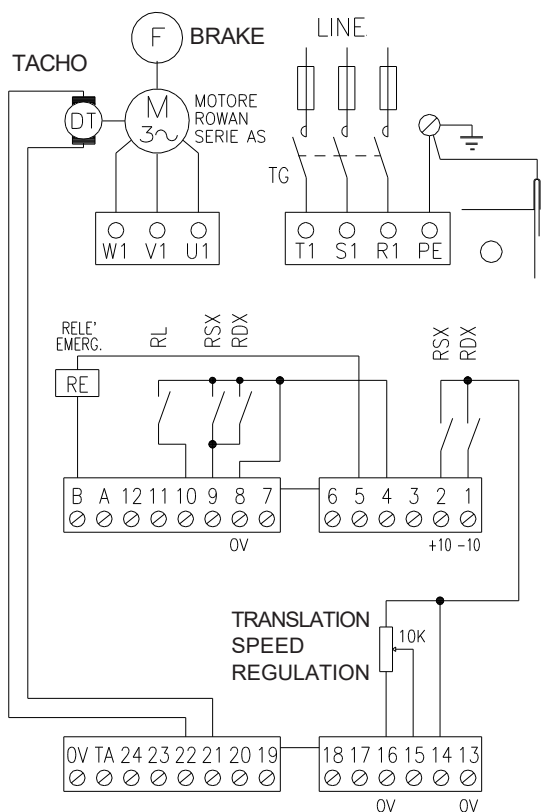 F BRAKE LINE
TACHO
DT M 3~ MOTORE
ROWAN
SERIE AS
TG
W1 V1 U1 T1 S1 R1 PE
RELE'
EMERG.
RE
RL RSX RDX RSX RDX
B A 12 11 10 9 8 7 6 5 4 3 2 1
0V +10 -10
TRANSLATION
SPEED
REGULATION
10K
0V TA 24 23 22 21 20 19 18 17 16 15 14 13
0V 0V